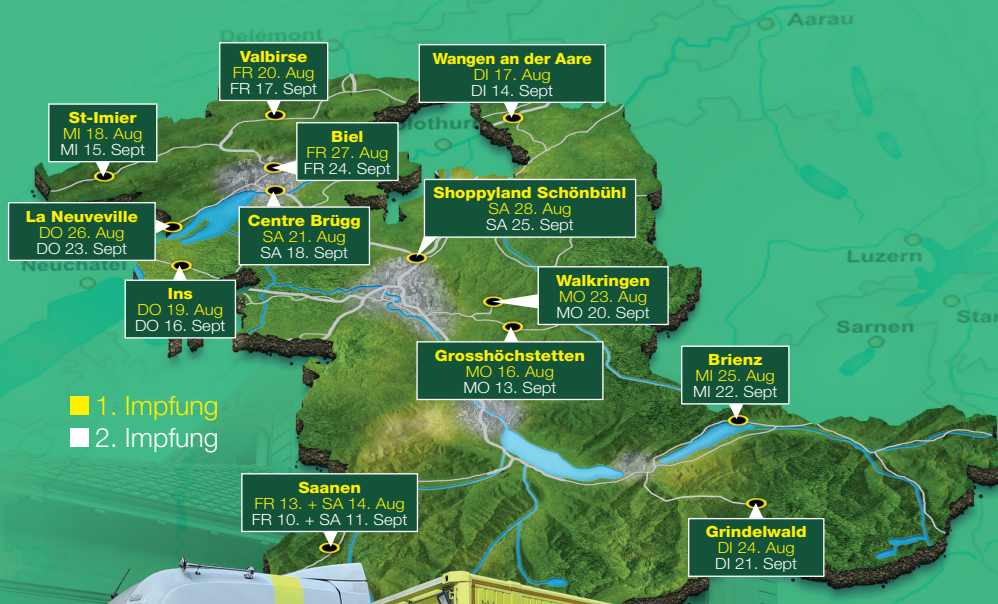 Aarau
Delémont
Valbirse
FR 20. Aug
FR 17. Sept
Wangen an der Aare
DI 17. Aug
DI 14. Sept
St-Imier
MI 18. Aug
MI 15. Sept
Biel
FR 27. Aug
FR 24. Sept
lothur
Shoppyland Schönbühl
SA 28. Aug
SA 25. Sept
La Neuveville
DO 26. Aug
DO 23. Sept
Centre Brügg
SA 21. Aug
SA 18. Sept
Neuchâtel
Luzern
Ins
DO 19. Aug
DO 16. Sept
Walkringen
MO 23. Aug
MO 20. Sept
Sarnen
Stan
Grosshöchstetten
MO 16. Aug
MO 13. Sept
Brienz
MI 25. Aug
MI 22. Sept
1. Impfung
2. Impfung
Saanen
FR 13. + SA 14. Aug
FR 10. + SA 11. Sept
Grindelwald
DI 24. Aug
DI 21. Sept